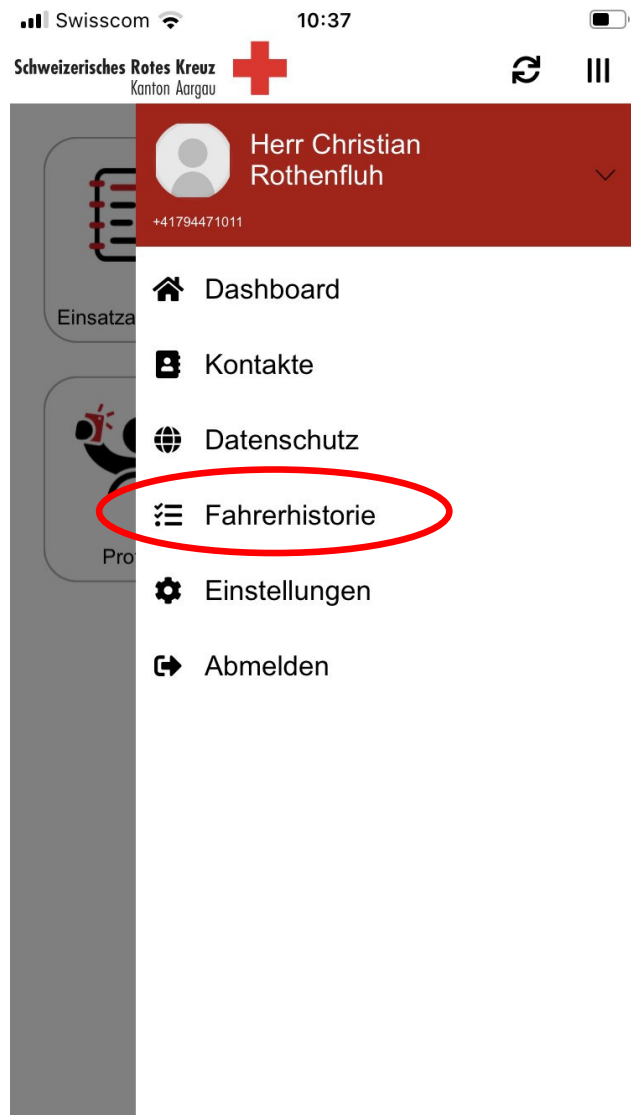 Swisscom 10:37
Schweizerisches Rotes Kreuz
Kanton Aargau
Herr Christian
Rothenfluh
+41794471011
Dashboard
Einsatza
Kontakte
Datenschutz
Fahrerhistorie
Pro
Einstellungen
Abmelden